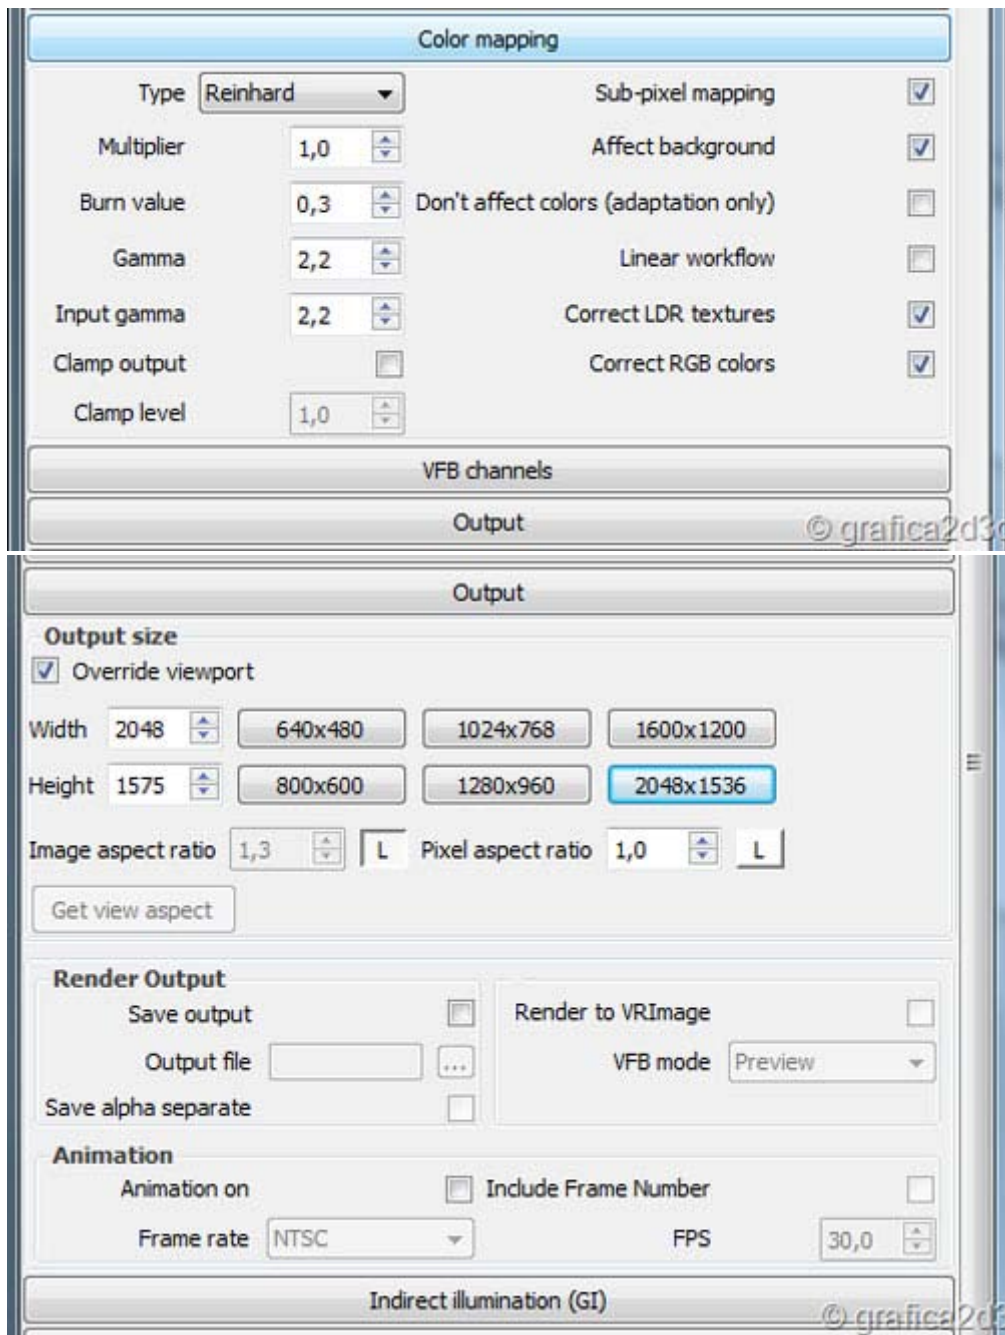 Color mapping
Type Reinhard Sub-pixel mapping
Multiplier 1,0 Affect background
Burn value 0,3 Don't affect colors (adaptation only)
Gamma 2,2 Linear workflow
Input gamma 2,2 Correct LDR textures
Clamp output Correct RGB colors
Clamp level 1,0
VFB channels
Output
© grafica2d3d
Output
Output size
Override viewport
Width 2048 640x480 1024x768 1600x1200
Height 1575 800x600 1280x960 2048x1536
Image aspect ratio 1,3 L Pixel aspect ratio 1,0 L
Get view aspect
Render Output
Save output Render to VRImage
Output file ... VFB mode Preview
Save alpha separate
Animation
Animation on Include Frame Number
Frame rate NTSC FPS 30,0
Indirect illumination (GI)
© grafica2d3